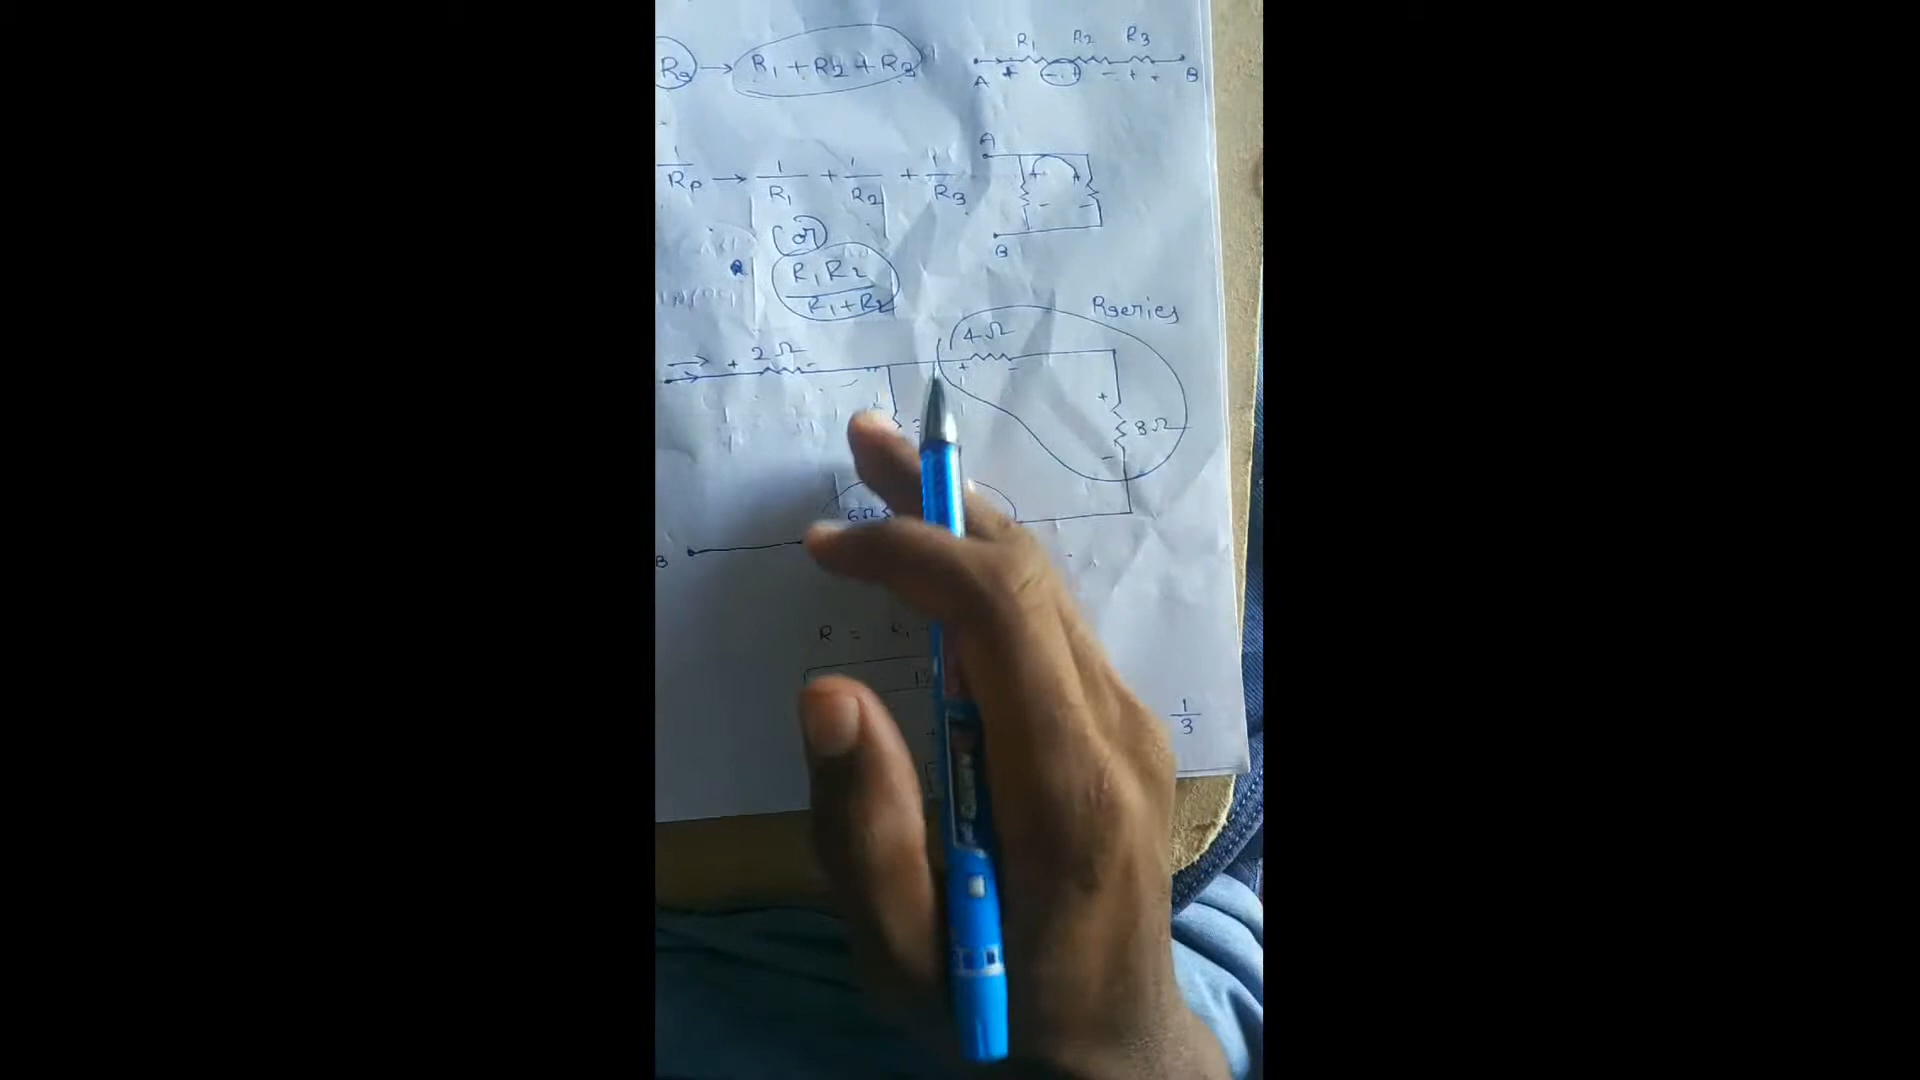 Rs → R1 + R2 + R3
R1 R2 R3
A + - + - + + B
1/Rp → 1/R1 + 1/R2 + 1/R3
A
+ +
- -
B
(or)
R1R2/R1+R2
Rseries
4Ω
+ 2Ω -
+ -
+
8Ω
-
6Ω
B
R = R1
1/3